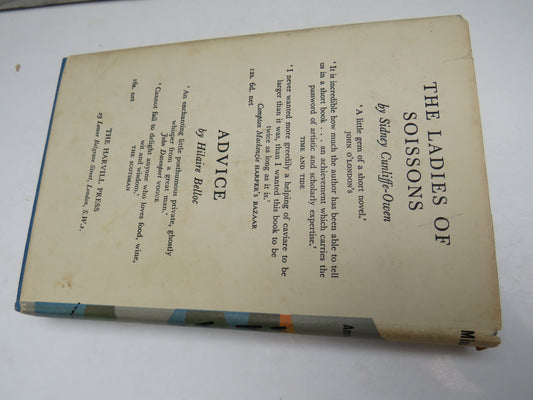 THE LADIES OF
SOISSONS
by Sidney Cunliffe-Owen
‘A little gem of a short novel.’
JOHN O'LONDON'S
‘It is incredible how much the author has been able to tell
us in a short book—an achievement which carries the
password of artistic and scholarly expertise.’
TIME AND TIDE
‘I never wanted more greedily a helping of caviare to be
larger than it was, than I wanted this book to be
twice as long as it is.’
Compton Mackenzie HARPER'S BAZAAR
12s. 6d. net
ADVICE
by Hilaire Belloc
‘An enchanting little posthumous private, ghostly
whisper from a great man.’
John Davenport VOGUE
‘Cannot fail to delight anyone who loves food, wine,
wit and wisdom.’
THE SCOTSMAN
16s. net
THE HARVILL PRESS
23 Lower Belgrave Street, London, S.W.1.